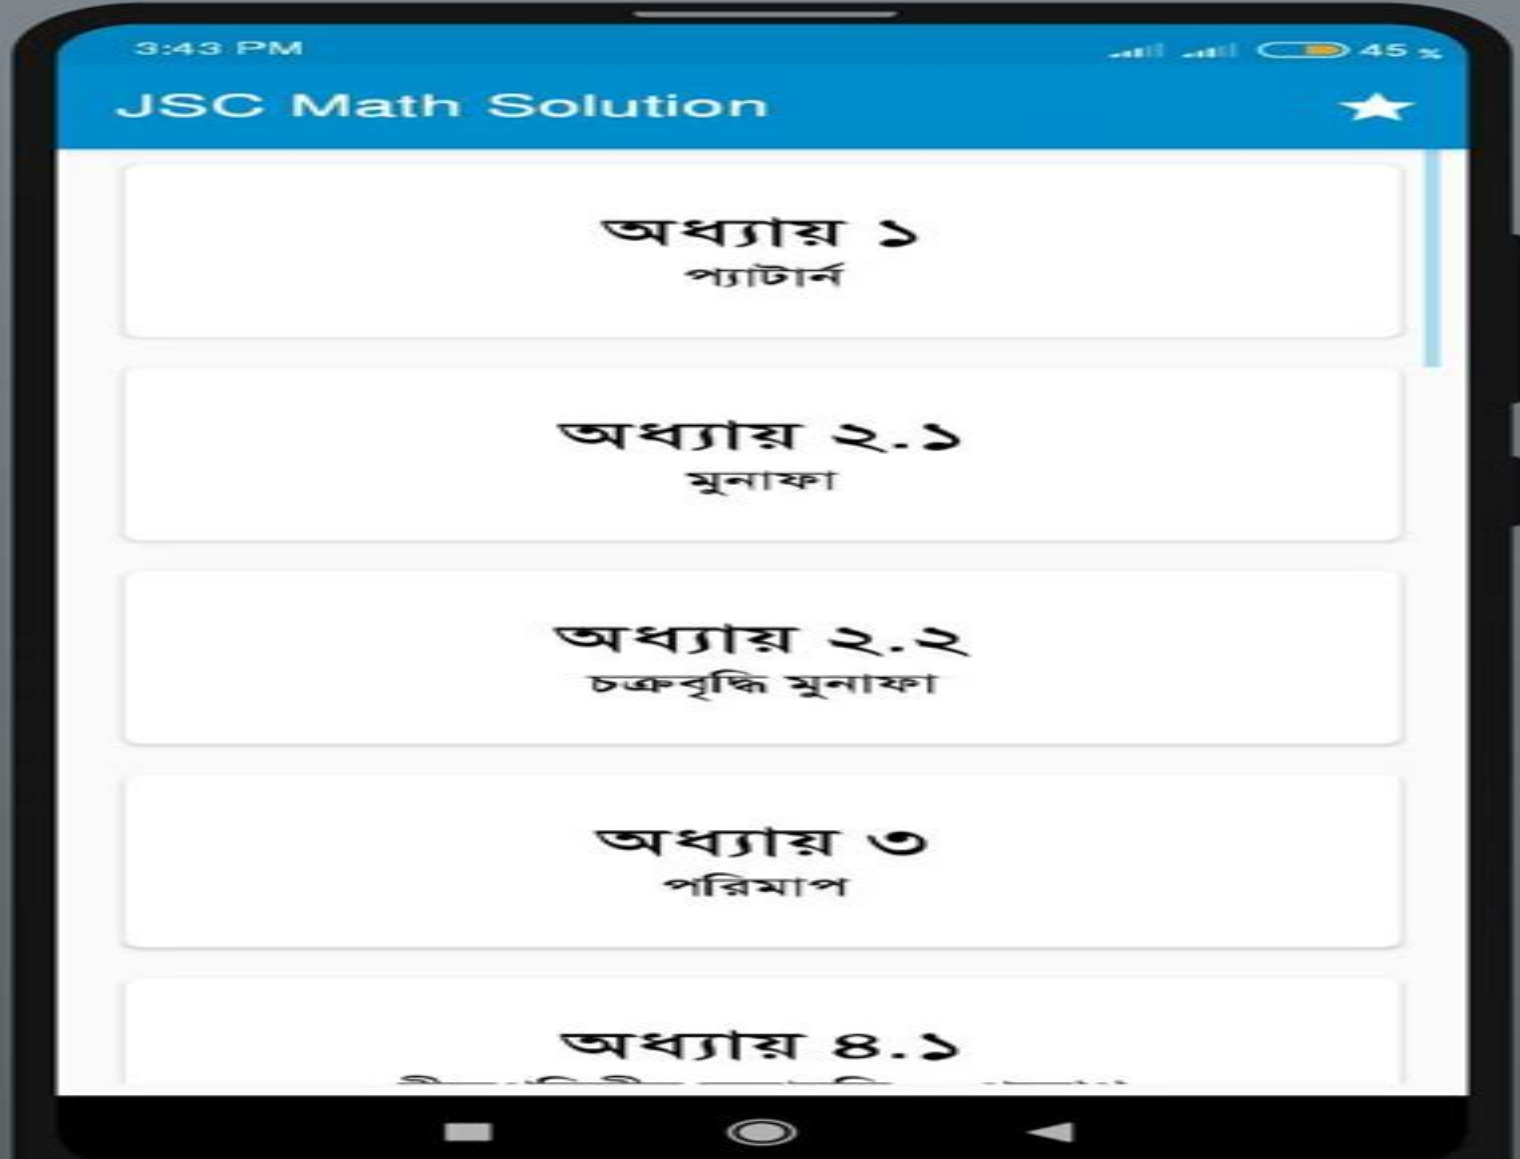 3:43 PM
45 %
JSC Math Solution
অধ্যায় ১
প্যাটার্ন
অধ্যায় ২.১
মুনাফা
অধ্যায় ২.২
চক্রবৃদ্ধি মুনাফা
অধ্যায় ৩
পরিমাপ
অধ্যায় ৪.১